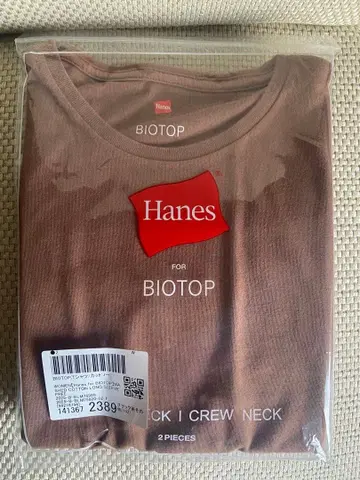 Hanes
BIOTOP
Hanes
FOR
BIOTOP
141367 2389
CK I CREW NECK
2 PIECES